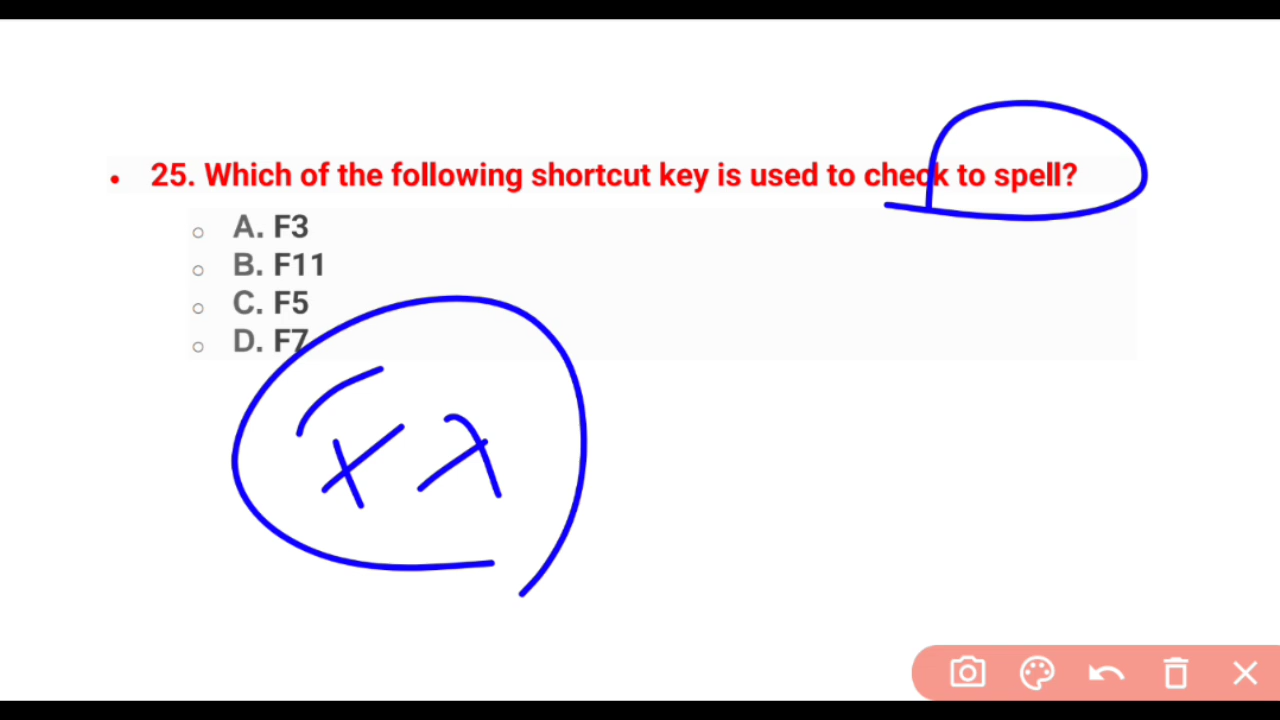 25. Which of the following shortcut key is used to check to spell?
A. F3
B. F11
C. F5
D. F7
F7